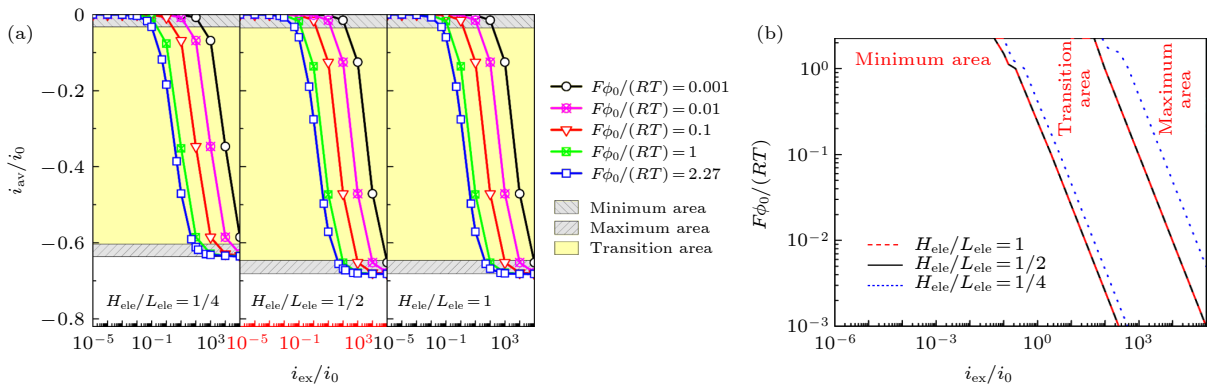 (a)
0
−0.2
−0.4
−0.6
−0.8
i_av/i_0
H_ele/L_ele = 1/4
H_ele/L_ele = 1/2
H_ele/L_ele = 1
10^−5
10^−1
10^3
10^−5
10^−1
10^3
10^−5
10^−1
10^3
i_ex/i_0
Fϕ_0/(RT) = 0.001
Fϕ_0/(RT) = 0.01
Fϕ_0/(RT) = 0.1
Fϕ_0/(RT) = 1
Fϕ_0/(RT) = 2.27
Minimum area
Maximum area
Transition area
(b)
10^0
10^−1
10^−2
10^−3
Fϕ_0/(RT)
Minimum area
Transition
area
Maximum
area
H_ele/L_ele = 1
H_ele/L_ele = 1/2
H_ele/L_ele = 1/4
10^−6
10^−3
10^0
10^3
i_ex/i_0